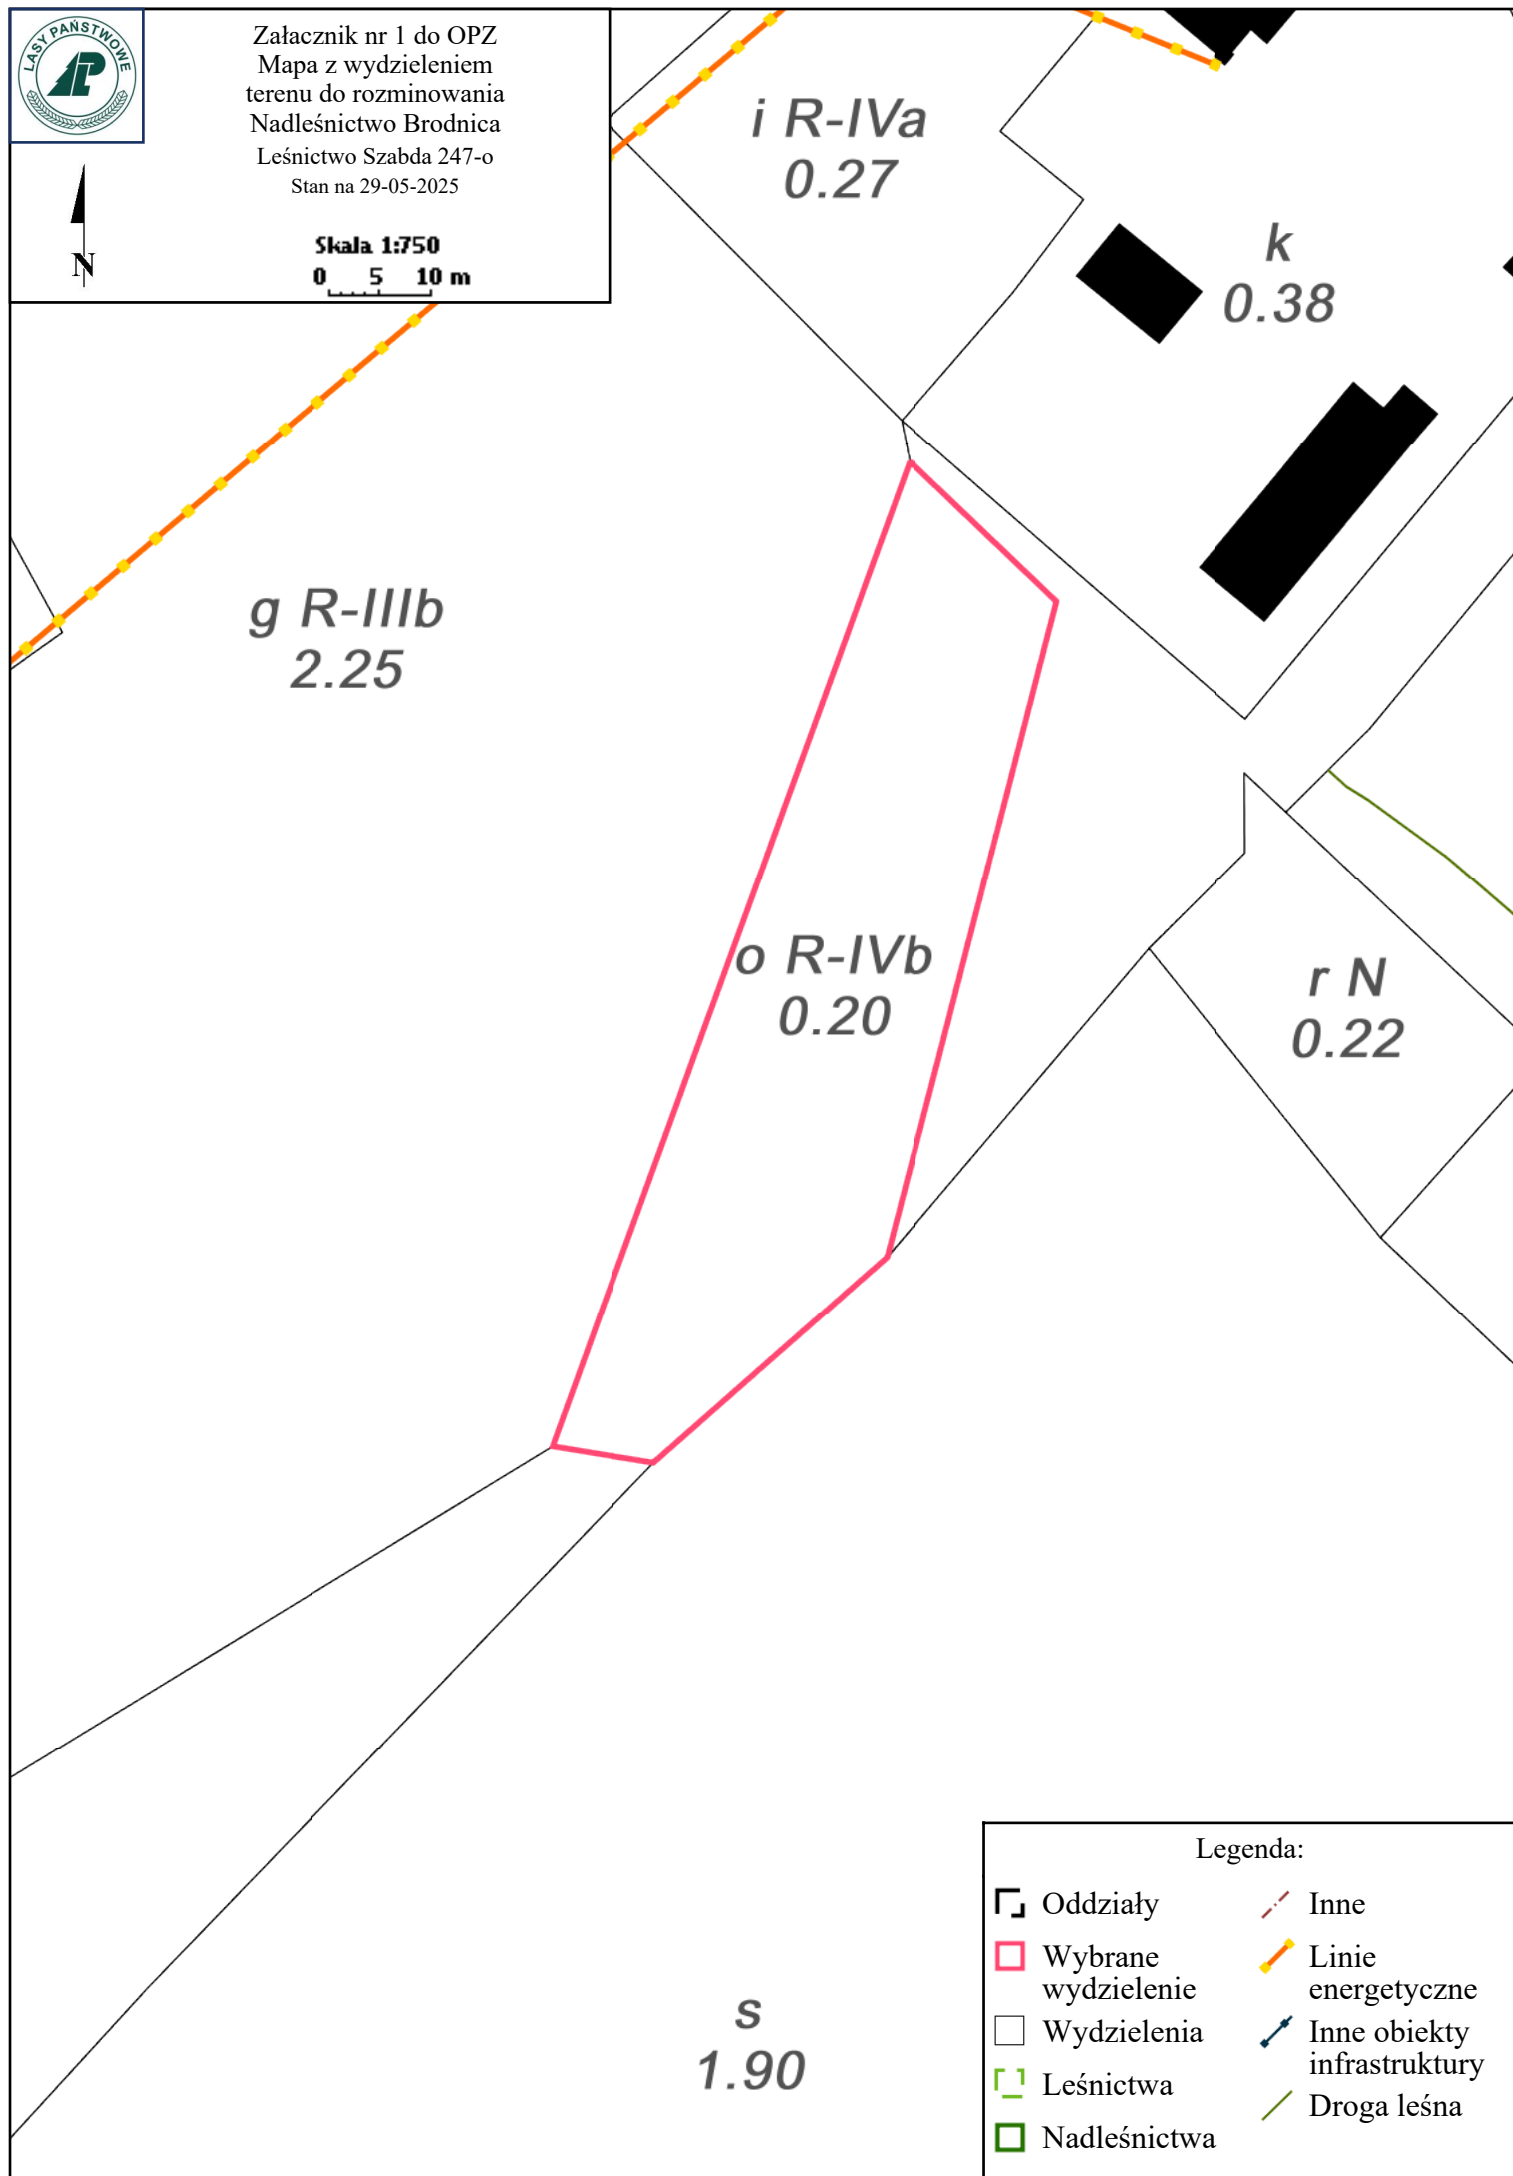 LASY PAŃSTWOWE
Załacznik nr 1 do OPZ
Mapa z wydzieleniem
terenu do rozminowania
Nadleśnictwo Brodnica
Leśnictwo Szabda 247-o
Stan na 29-05-2025
N
Skala 1:750
0 5 10 m
i R-IVa
0.27
k
0.38
g R-IIIb
2.25
o R-IVb
0.20
r N
0.22
s
1.90
Legenda:
Oddziały
Wybrane
wydzielenie
Wydzielenia
Leśnictwa
Nadleśnictwa
Inne
Linie
energetyczne
Inne obiekty
infrastruktury
Droga leśna